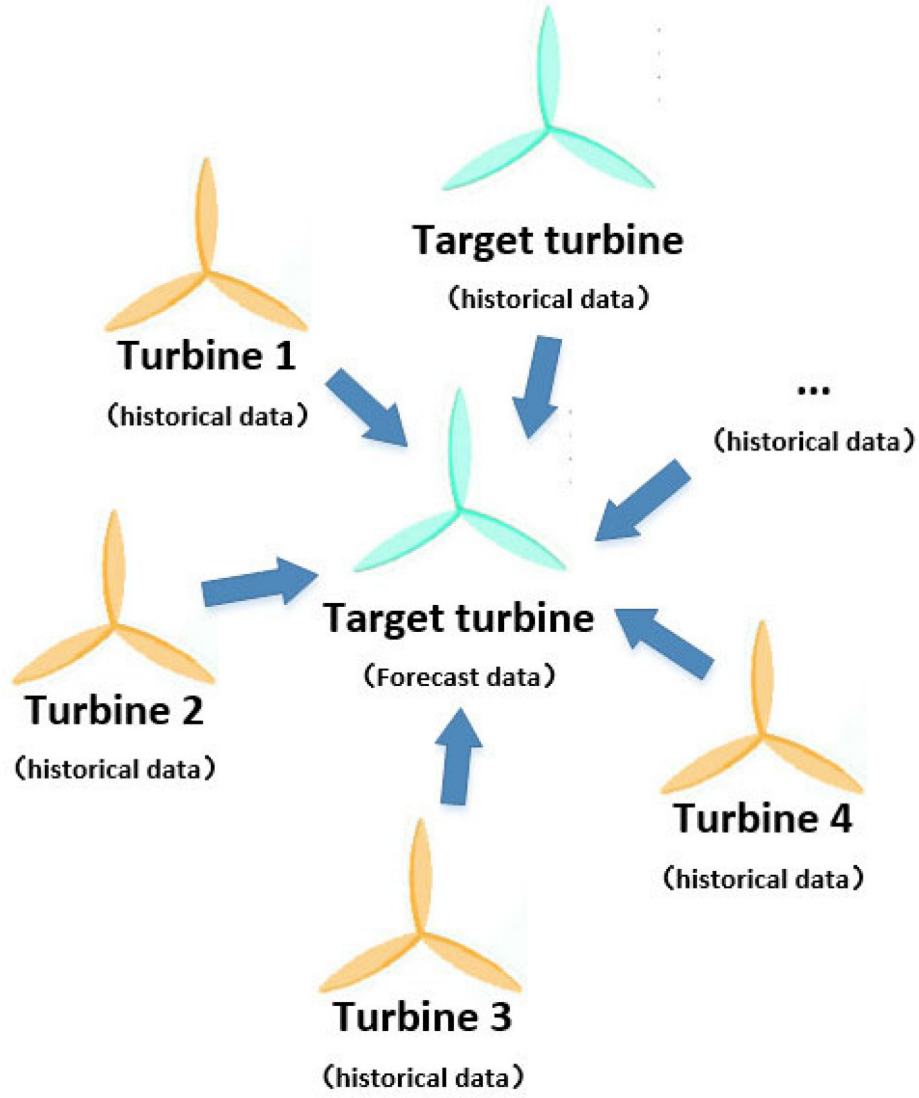 Target turbine
(historical data）
Turbine 1
(historical data）
...
(historical data）
Target turbine
(Forecast data）
Turbine 2
(historical data）
Turbine 4
(historical data）
Turbine 3
(historical data）